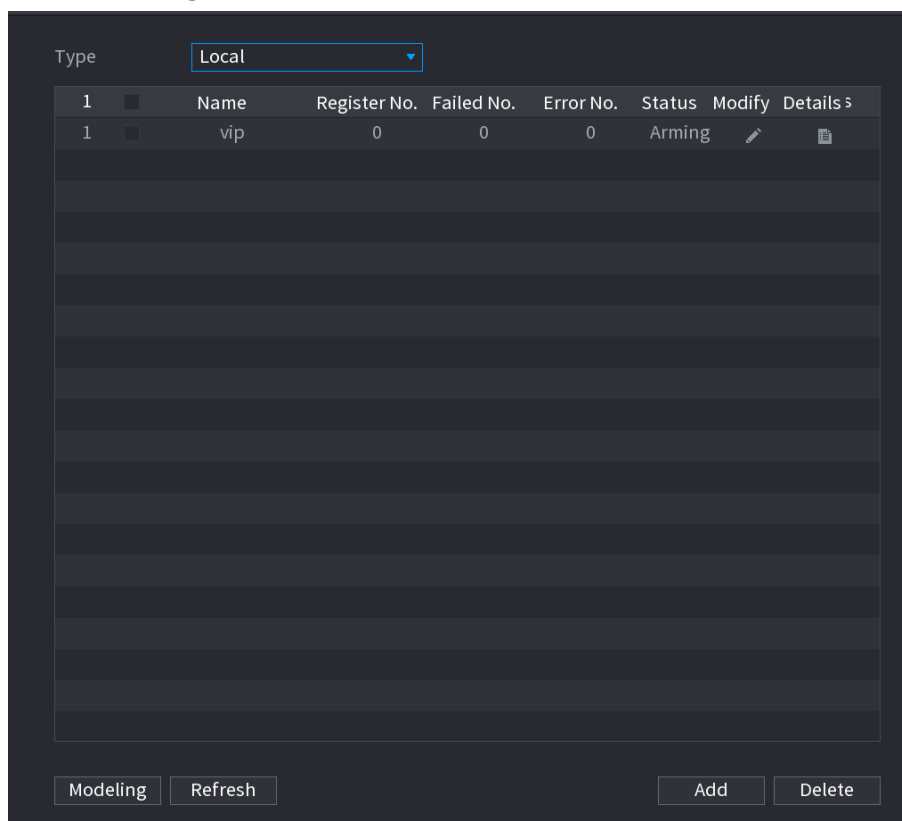 Type Local
1 Name Register No. Failed No. Error No. Status Modify Details s
1 vip 0 0 0 Arming
Modeling Refresh Add Delete